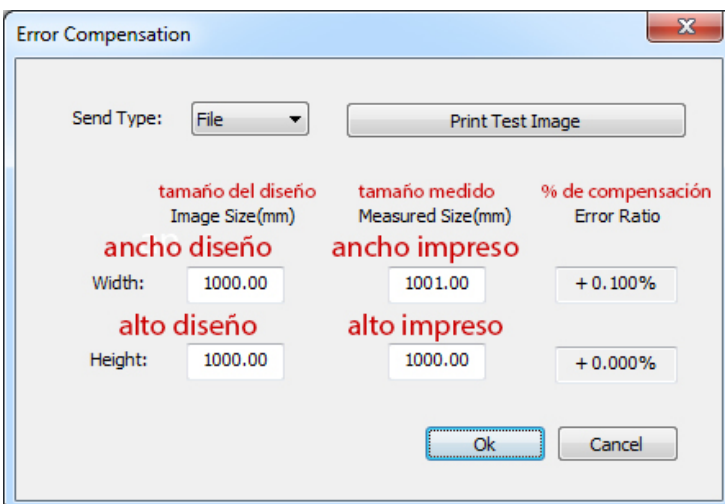 Error Compensation
Send Type: File Print Test Image
tamaño del diseño tamaño medido % de compensación
Image Size(mm) Measured Size(mm) Error Ratio
ancho diseño ancho impreso
Width: 1000.00 1001.00 +0.100%
alto diseño alto impreso
Height: 1000.00 1000.00 +0.000%
Ok Cancel